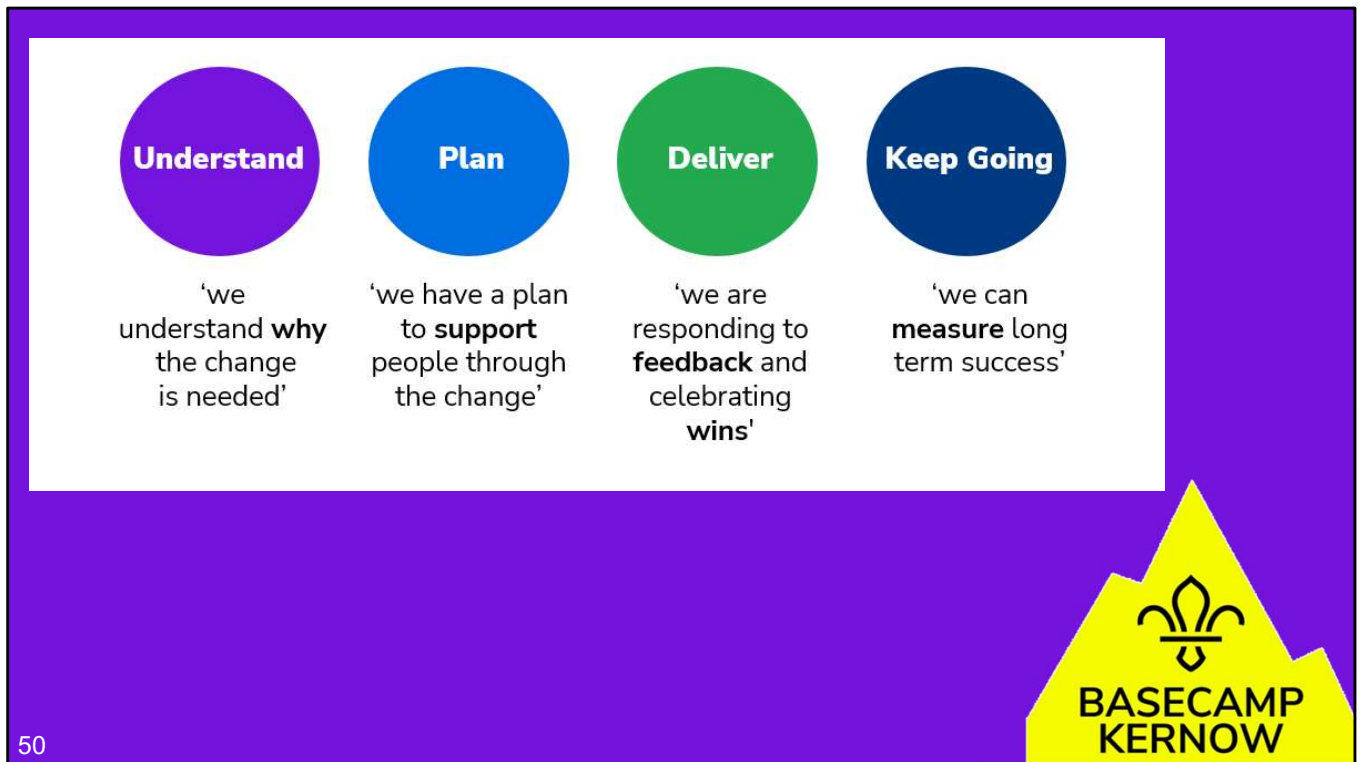 Understand
‘we
understand why
the change
is needed’
Plan
‘we have a plan
to support
people through
the change’
Deliver
‘we are
responding to
feedback and
celebrating
wins'
Keep Going
‘we can
measure long
term success’
BASECAMP
KERNOW
50